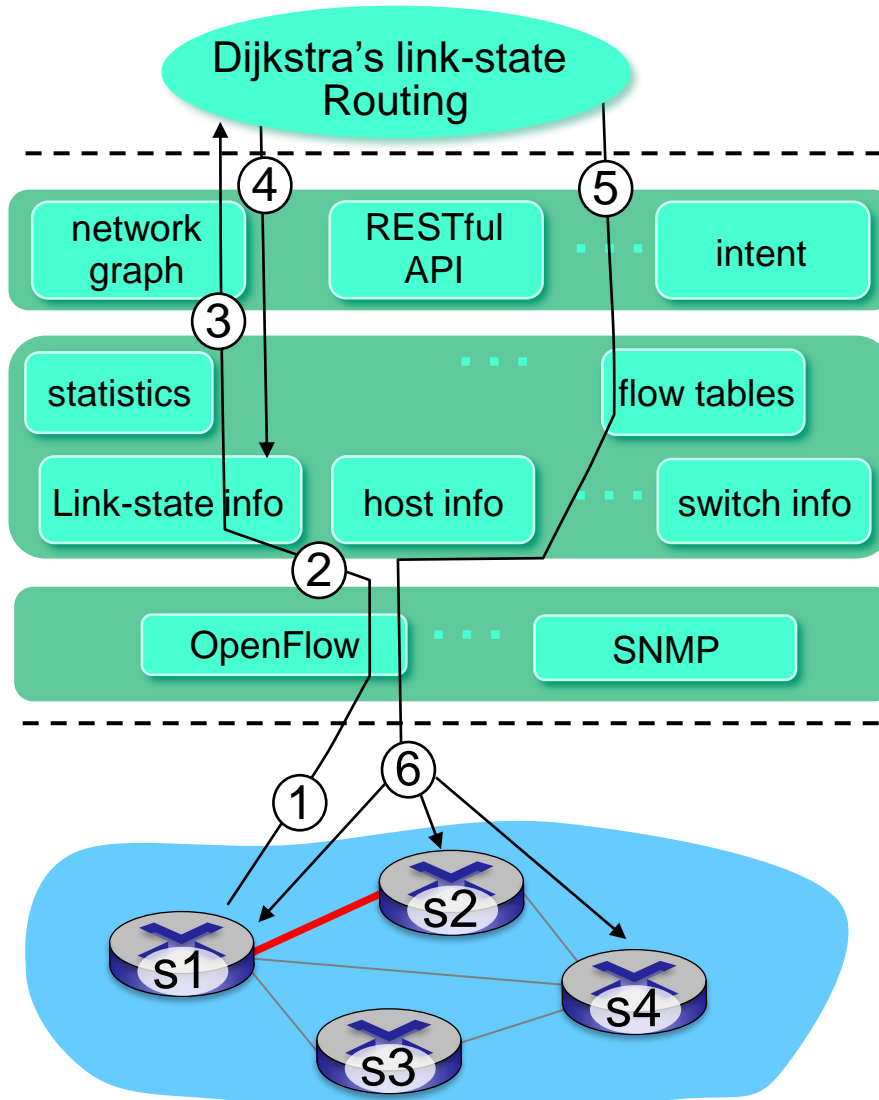 Dijkstra’s link-state
Routing
4
5
network
graph
RESTful
API
. . .
intent
3
statistics
. . .
flow tables
Link-state info
host info
. . .
switch info
2
OpenFlow
. . .
SNMP
1
6
s2
s1
s4
s3